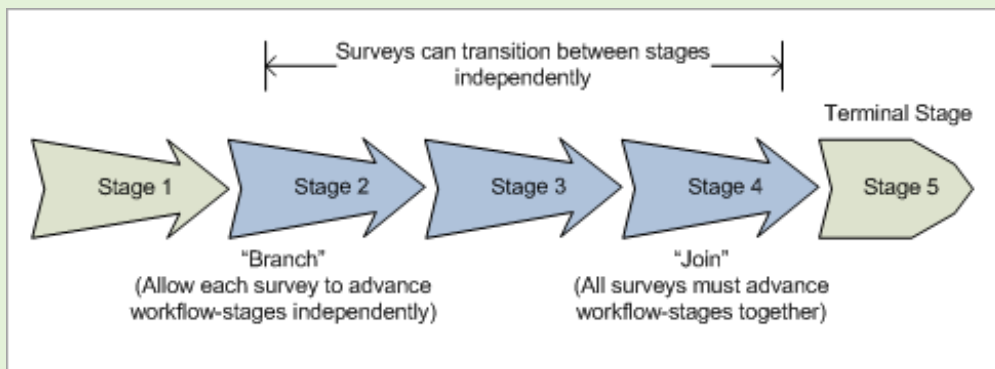 Surveys can transition between stages
independently
Terminal Stage
Stage 1
Stage 2
Stage 3
Stage 4
Stage 5
“Branch”
(Allow each survey to advance
workflow-stages independently)
“Join”
(All surveys must advance
workflow-stages together)